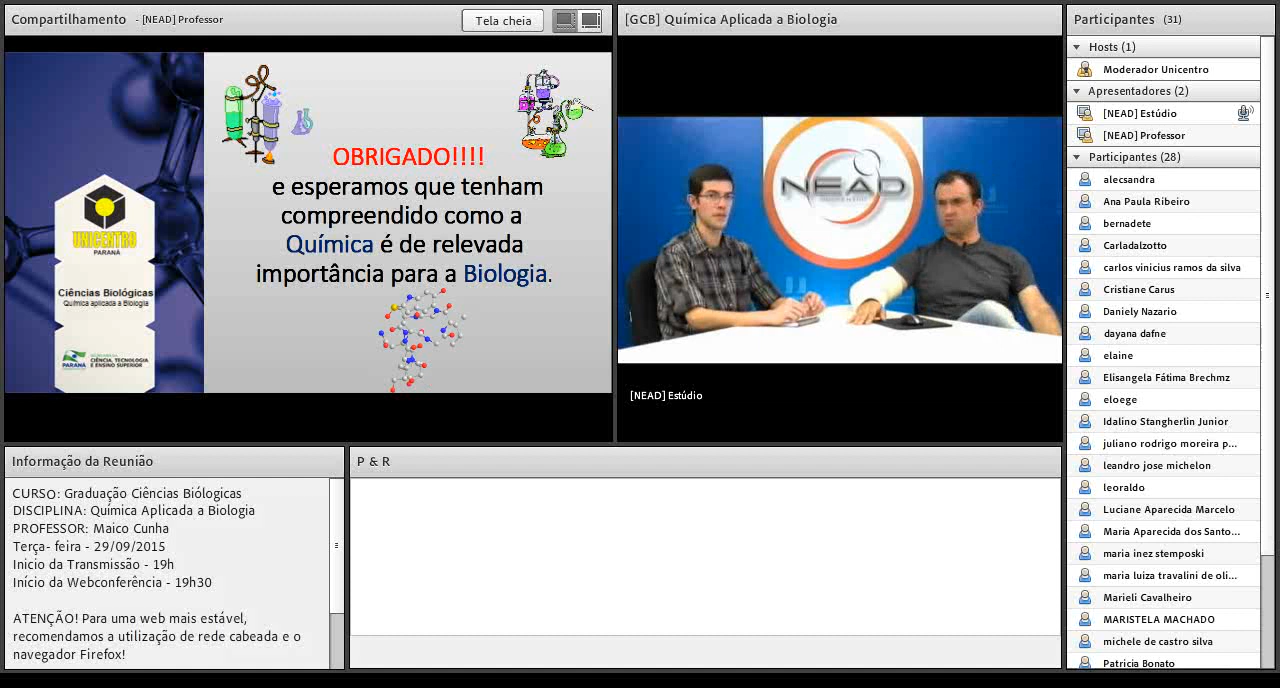 Compartilhamento - [NEAD] Professor
Tela cheia
OBRIGADO!!!!
e esperamos que tenham
compreendido como a
Química é de relevada
importância para a Biologia.
UNICENTRO
PARANÁ
Ciências Biológicas
Química aplicada a Biologia
PARANÁ
CIÊNCIA, TECNOLOGIA
E ENSINO SUPERIOR
[GCB] Química Aplicada a Biologia
NEAD
[NEAD] Estúdio
Participantes (31)
Hosts (1)
Moderador Unicentro
Apresentadores (2)
[NEAD] Estúdio
[NEAD] Professor
Participantes (28)
alecsandra
Ana Paula Ribeiro
bernadete
Carladalzotto
carlos vinicius ramos da silva
Cristiane Carus
Daniely Nazario
dayana dafne
elaine
Elisangela Fátima Brechmz
eloege
Idalino Stangherlin Junior
juliano rodrigo moreira p...
leandro jose michelon
leoraldo
Luciane Aparecida Marcelo
Maria Aparecida dos Santo...
maria inez stemposki
maria luiza travalini de oli...
Marieli Cavalheiro
MARISTELA MACHADO
michele de castro silva
Patricia Bonato
Informação da Reunião
CURSO: Graduação Ciências Biólogicas
DISCIPLINA: Química Aplicada a Biologia
PROFESSOR: Maico Cunha
Terça- feira - 29/09/2015
Inicio da Transmissão - 19h
Início da Webconferência - 19h30
ATENÇÃO! Para uma web mais estável,
recomendamos a utilização de rede cabeada e o
navegador Firefox!
P & R